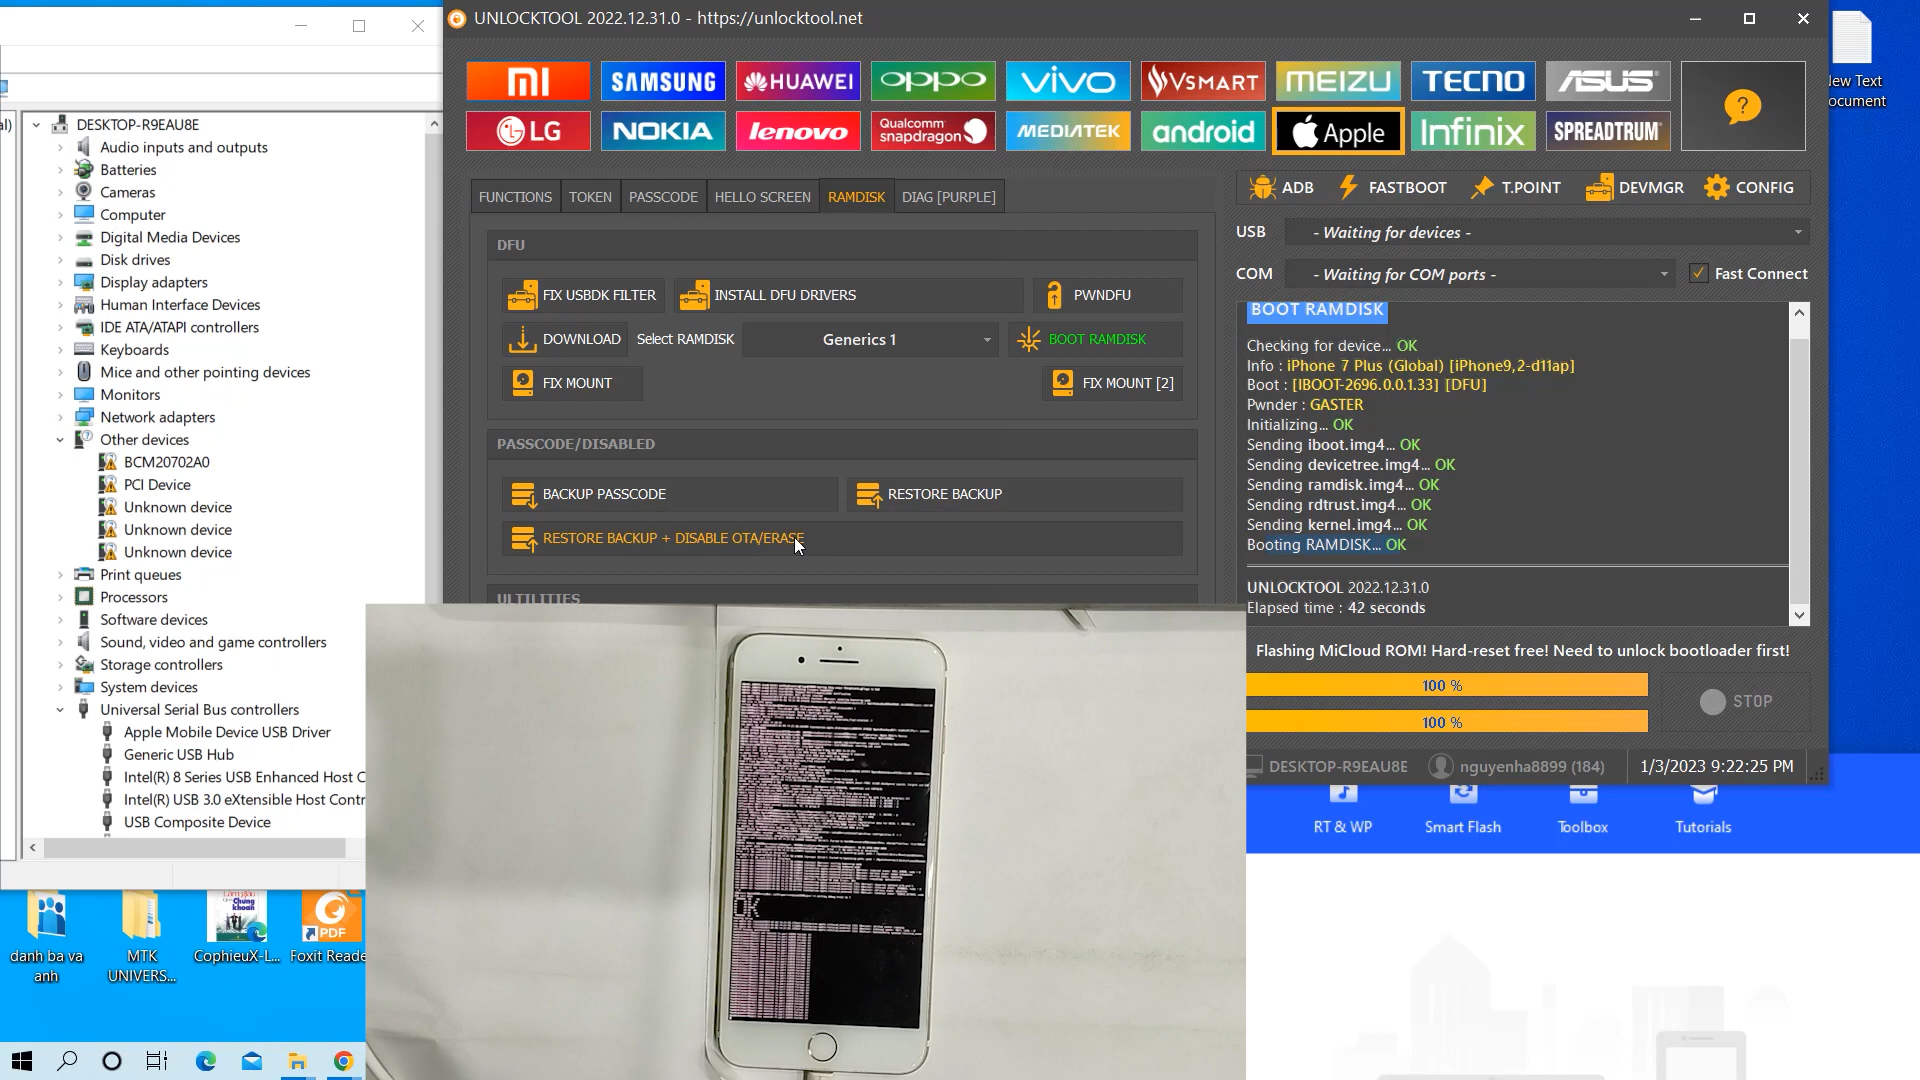 UNLOCKTOOL 2022.12.31.0 - https://unlocktool.net
mi
SAMSUNG
HUAWEI
oppo
vivo
VSMART
MEIZU
TECNO
ASUS
?
LG
NOKIA
lenovo
Qualcomm
snapdragon
MEDIATEK
android
Apple
Infinix
SPREADTRUM
FUNCTIONS
TOKEN
PASSCODE
HELLO SCREEN
RAMDISK
DIAG [PURPLE]
ADB
FASTBOOT
T.POINT
DEVMGR
CONFIG
USB
- Waiting for devices -
COM
- Waiting for COM ports -
Fast Connect
DFU
FIX USBDK FILTER
INSTALL DFU DRIVERS
PWNDFU
DOWNLOAD
Select RAMDISK
Generics 1
BOOT RAMDISK
FIX MOUNT
FIX MOUNT [2]
PASSCODE/DISABLED
BACKUP PASSCODE
RESTORE BACKUP
RESTORE BACKUP + DISABLE OTA/ERASE
ULTILITIES
BOOT RAMDISK
Checking for device... OK
Info : iPhone 7 Plus (Global) [iPhone9,2-d11ap]
Boot : [IBOOT-2696.0.0.1.33] [DFU]
Pwnder : GASTER
Initializing... OK
Sending iboot.img4... OK
Sending devicetree.img4... OK
Sending ramdisk.img4... OK
Sending rdtrust.img4... OK
Sending kernel.img4... OK
Booting RAMDISK... OK
UNLOCKTOOL 2022.12.31.0
Elapsed time : 42 seconds
Flashing MiCloud ROM! Hard-reset free! Need to unlock bootloader first!
100 %
100 %
STOP
DESKTOP-R9EAU8E
nguyenha8899 (184)
1/3/2023 9:22:25 PM
RT & WP
Smart Flash
Toolbox
Tutorials
al)
DESKTOP-R9EAU8E
Audio inputs and outputs
Batteries
Cameras
Computer
Digital Media Devices
Disk drives
Display adapters
Human Interface Devices
IDE ATA/ATAPI controllers
Keyboards
Mice and other pointing devices
Monitors
Network adapters
Other devices
BCM20702A0
PCI Device
Unknown device
Unknown device
Unknown device
Print queues
Processors
Software devices
Sound, video and game controllers
Storage controllers
System devices
Universal Serial Bus controllers
Apple Mobile Device USB Driver
Generic USB Hub
Intel(R) 8 Series USB Enhanced Host C
Intel(R) USB 3.0 eXtensible Host Contr
USB Composite Device
OK
danh ba va
anh
MTK
UNIVERS...
Chung
khoán
CophieuX-L...
PDF
Foxit Reade
ew Text
ocument